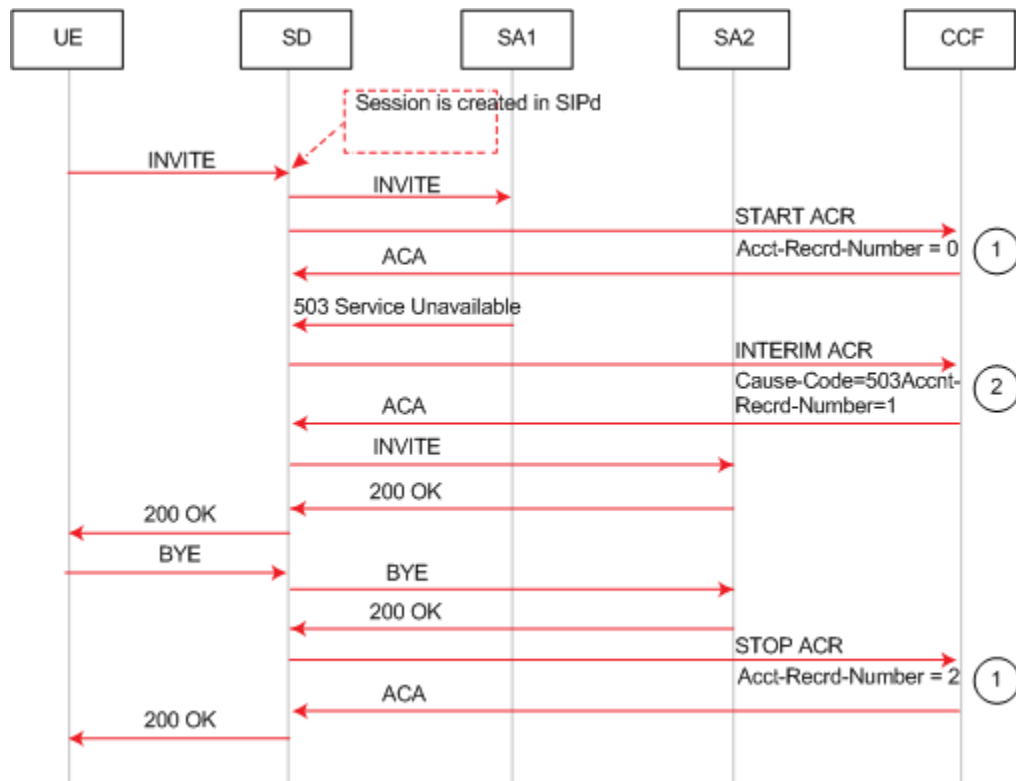 UE
SD
SA1
SA2
CCF
Session is created in SIPd
INVITE
INVITE
START ACR
Acct-Recrd-Number = 0
1
ACA
503 Service Unavailable
INTERIM ACR
Cause-Code=503Accnt-
Recrd-Number=1
2
ACA
INVITE
200 OK
200 OK
BYE
BYE
200 OK
STOP ACR
Acct-Recrd-Number = 2
1
ACA
200 OK